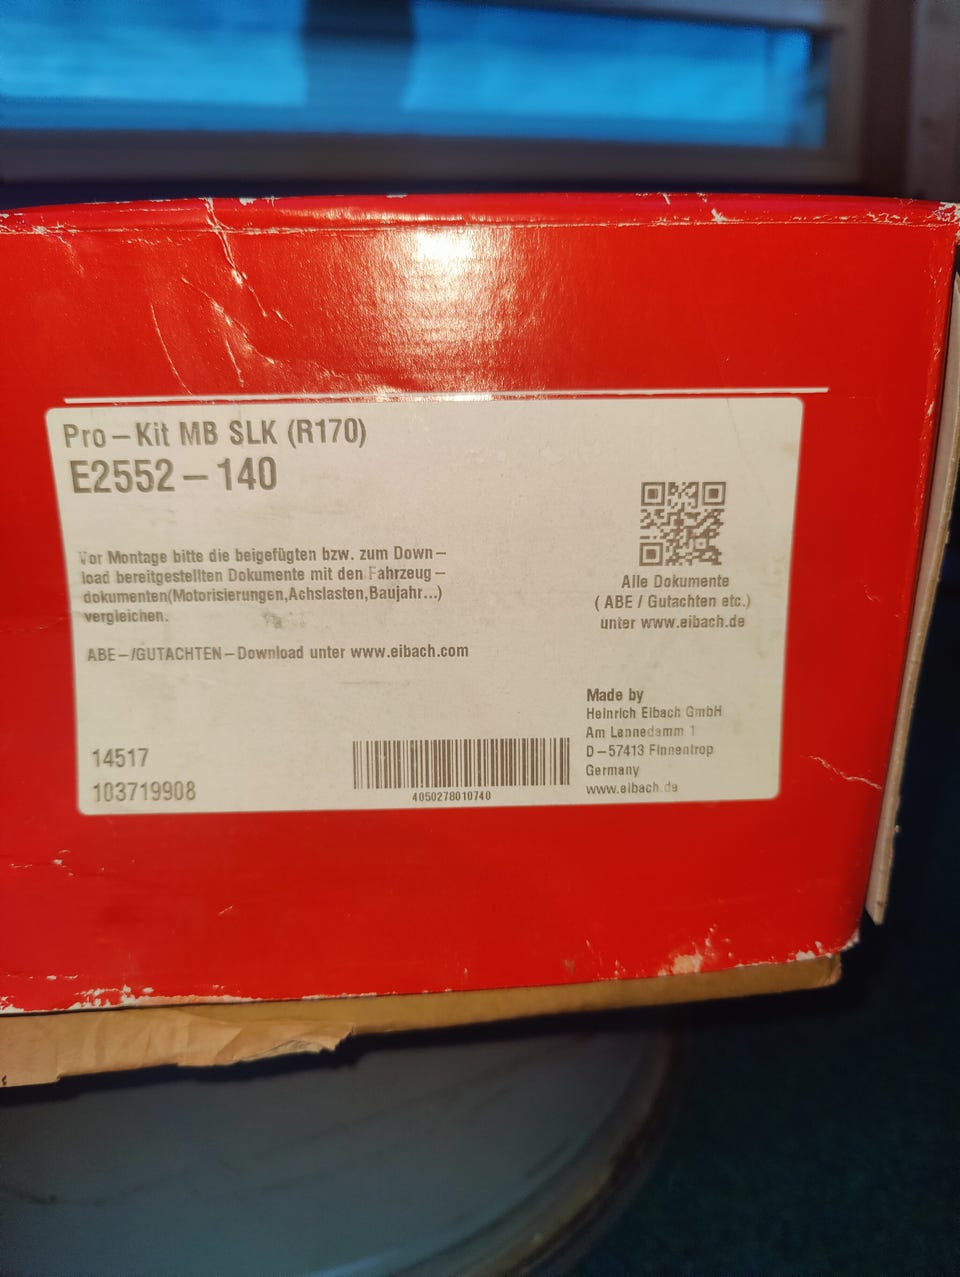 Pro-Kit MB SLK (R170)
E2552-140
Vor Montage bitte die beigefügten bzw. zum Down-
load bereitgestellten Dokumente mit den Fahrzeug-
dokumenten(Motorisierungen,Achslasten,Baujahr...)
vergleichen.
ABE-/GUTACHTEN-Download unter www.eibach.com
Alle Dokumente
( ABE / Gutachten etc.)
unter www.eibach.de
14517
103719908
4050278010740
Made by
Heinrich Eibach GmbH
Am Lennedamm 1
D-57413 Finnentrop
Germany
www.eibach.de